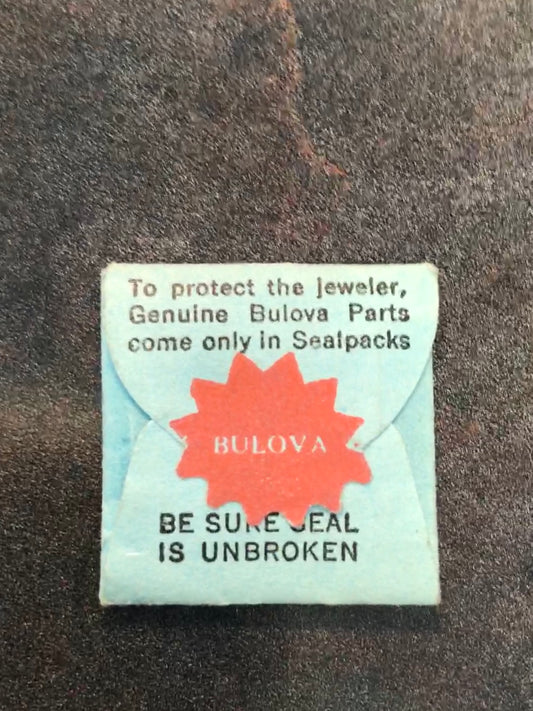 To protect the jeweler,
Genuine Bulova Parts
come only in Sealpacks
BULOVA
BE SURE SEAL
IS UNBROKEN